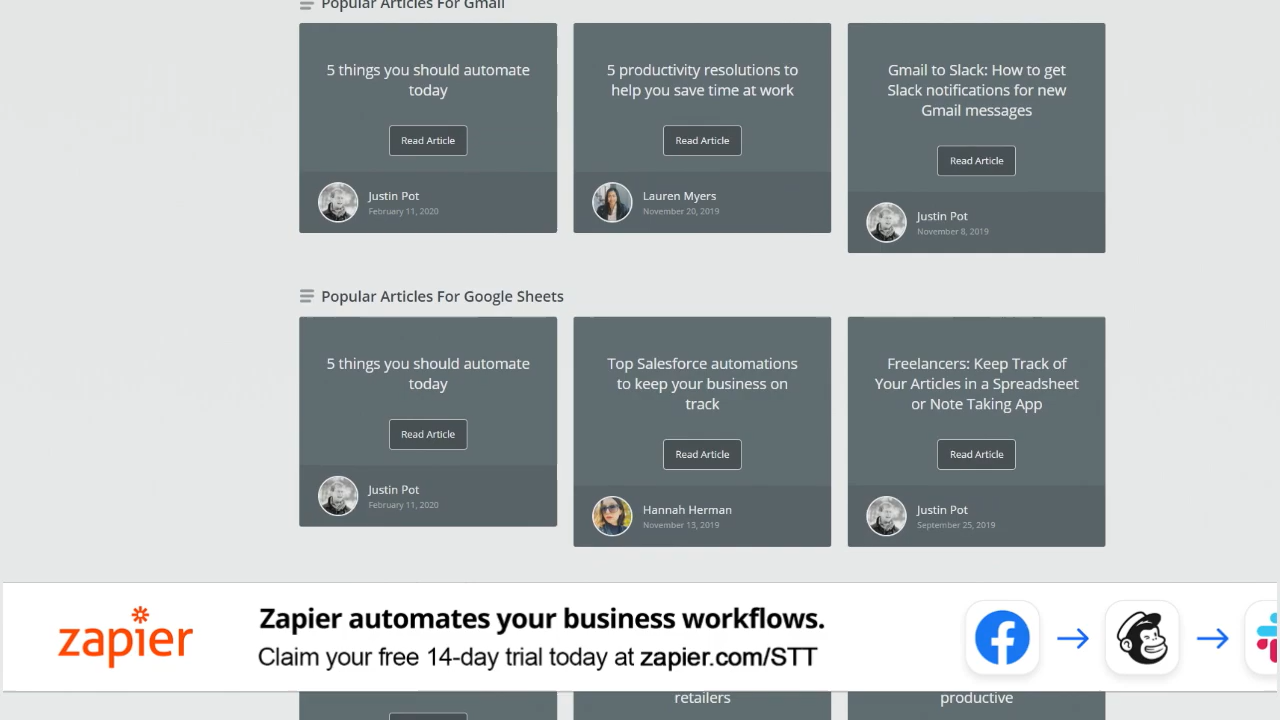 Popular Articles For Gmail
5 things you should automate
today
Read Article
Justin Pot
February 11, 2020
5 productivity resolutions to
help you save time at work
Read Article
Lauren Myers
November 20, 2019
Gmail to Slack: How to get
Slack notifications for new
Gmail messages
Read Article
Justin Pot
November 8, 2019
Popular Articles For Google Sheets
5 things you should automate
today
Read Article
Justin Pot
February 11, 2020
Top Salesforce automations
to keep your business on
track
Read Article
Hannah Herman
November 13, 2019
Freelancers: Keep Track of
Your Articles in a Spreadsheet
or Note Taking App
Read Article
Justin Pot
September 25, 2019
zapier
Zapier automates your business workflows.
Claim your free 14-day trial today at zapier.com/STT
retailers
productive